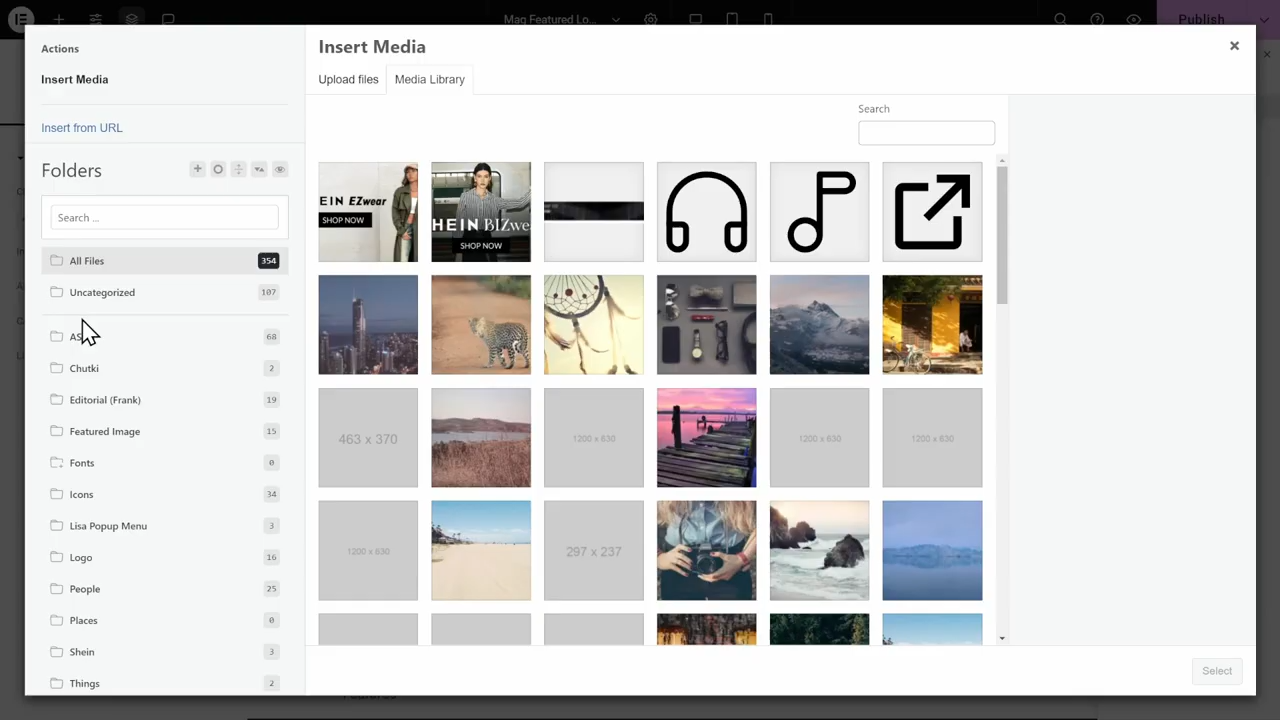 Mag Featured Lo...
Publish
Actions
Insert Media
Insert from URL
Folders
Search ...
All Files 354
Uncategorized 107
68
Chutki 2
Editorial (Frank) 19
Featured Image 15
Fonts 0
Icons 34
Lisa Popup Menu 3
Logo 16
People 25
Places 0
Shein 3
Things 2
Insert Media
Upload files
Media Library
Search
EIN EZwear
SHOP NOW
HEIN BIZwe
SHOP NOW
463 x 370
1200 x 630
1200 x 630
1200 x 630
1200 x 630
297 x 237
Select